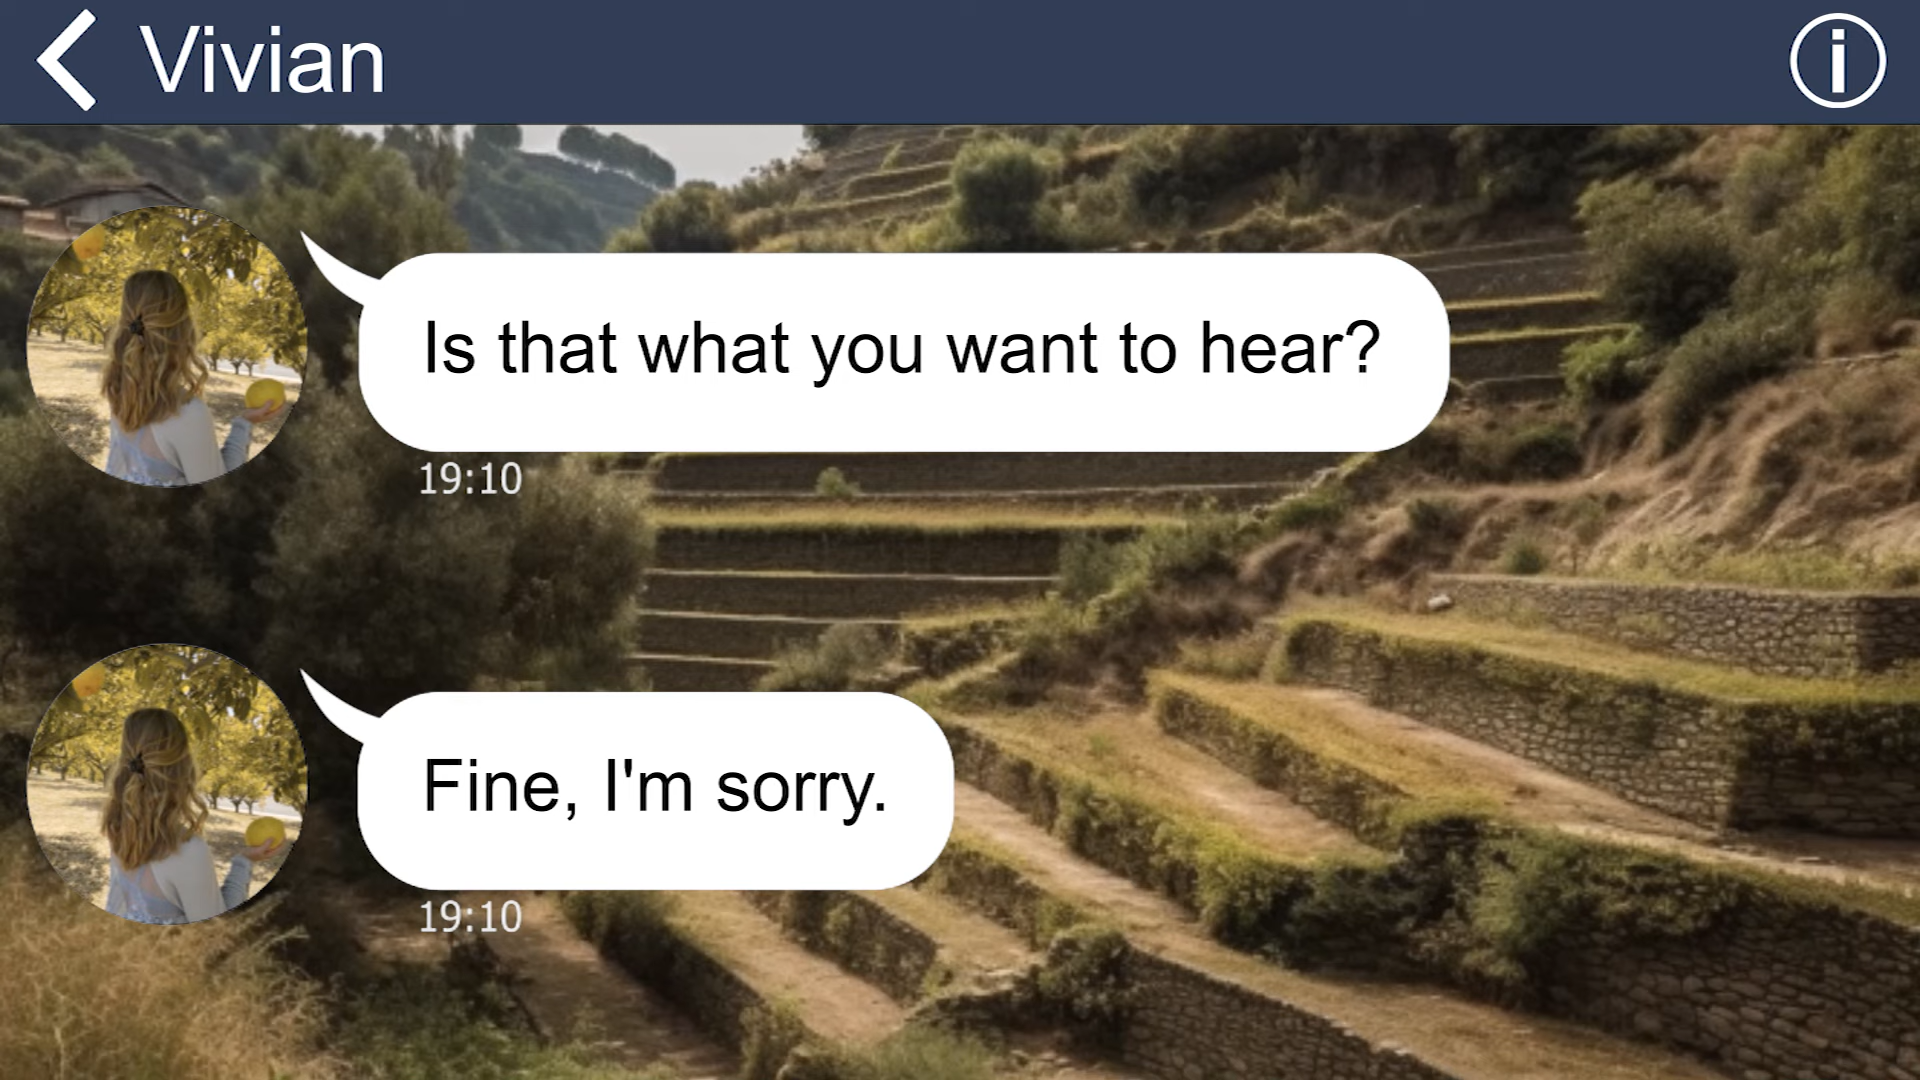 Vivian
Is that what you want to hear?
19:10
Fine, I'm sorry.
19:10